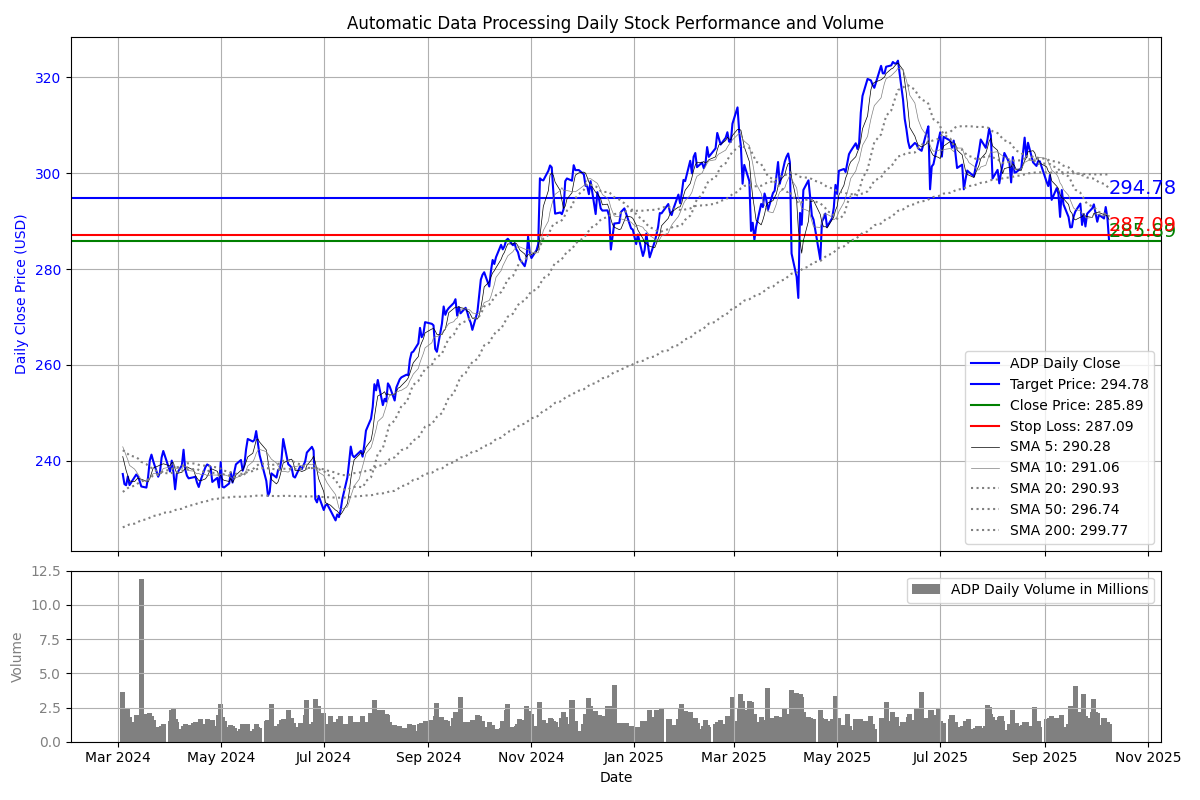 Automatic Data Processing Daily Stock Performance and Volume
Daily Close Price (USD)
320
300
280
260
240
294.78
287.09
285.89
ADP Daily Close
Target Price: 294.78
Close Price: 285.89
Stop Loss: 287.09
SMA 5: 290.28
SMA 10: 291.06
SMA 20: 290.93
SMA 50: 296.74
SMA 200: 299.77
Volume
12.5
10.0
7.5
5.0
2.5
0.0
ADP Daily Volume in Millions
Mar 2024 May 2024 Jul 2024 Sep 2024 Nov 2024 Jan 2025 Mar 2025 May 2025 Jul 2025 Sep 2025 Nov 2025
Date